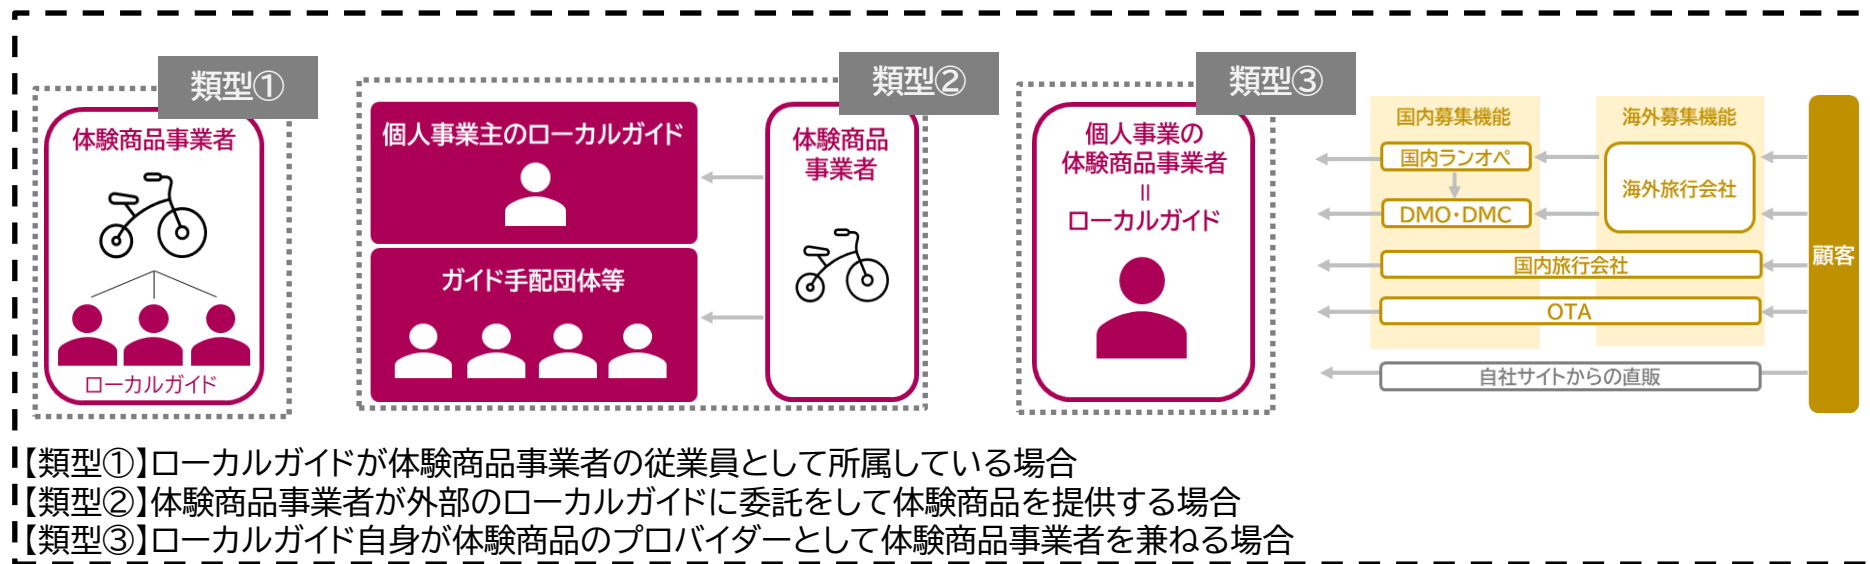 類型①
体験商品事業者
ローカルガイド
類型②
個人事業主のローカルガイド
ガイド手配団体等
体験商品
事業者
類型③
個人事業の
体験商品事業者
＝
ローカルガイド
国内募集機能
国内ランオペ
DMO・DMC
海外募集機能
海外旅行会社
国内旅行会社
OTA
自社サイトからの直販
顧客
【類型①】ローカルガイドが体験商品事業者の従業員として所属している場合
【類型②】体験商品事業者が外部のローカルガイドに委託をして体験商品を提供する場合
【類型③】ローカルガイド自身が体験商品のプロバイダーとして体験商品事業者を兼ねる場合